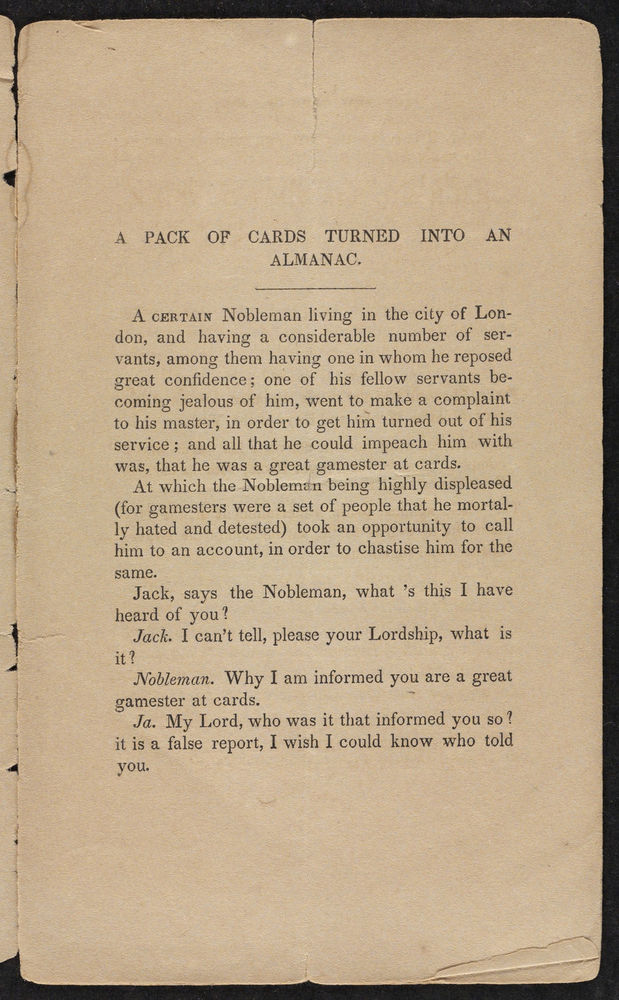 A PACK OF CARDS TURNED INTO AN
ALMANAC.
A CERTAIN Nobleman living in the city of Lon-
don, and having a considerable number of ser-
vants, among them having one in whom he reposed
great confidence; one of his fellow servants be-
coming jealous of him, went to make a complaint
to his master, in order to get him turned out of his
service; and all that he could impeach him with
was, that he was a great gamester at cards.
At which the Nobleman being highly displeased
(for gamesters were a set of people that he mortal-
ly hated and detested) took an opportunity to call
him to an account, in order to chastise him for the
same.
Jack, says the Nobleman, what 's this I have
heard of you?
Jack. I can't tell, please your Lordship, what is
it?
Nobleman. Why I am informed you are a great
gamester at cards.
Ja. My Lord, who was it that informed you so?
it is a false report, I wish I could know who told
you.